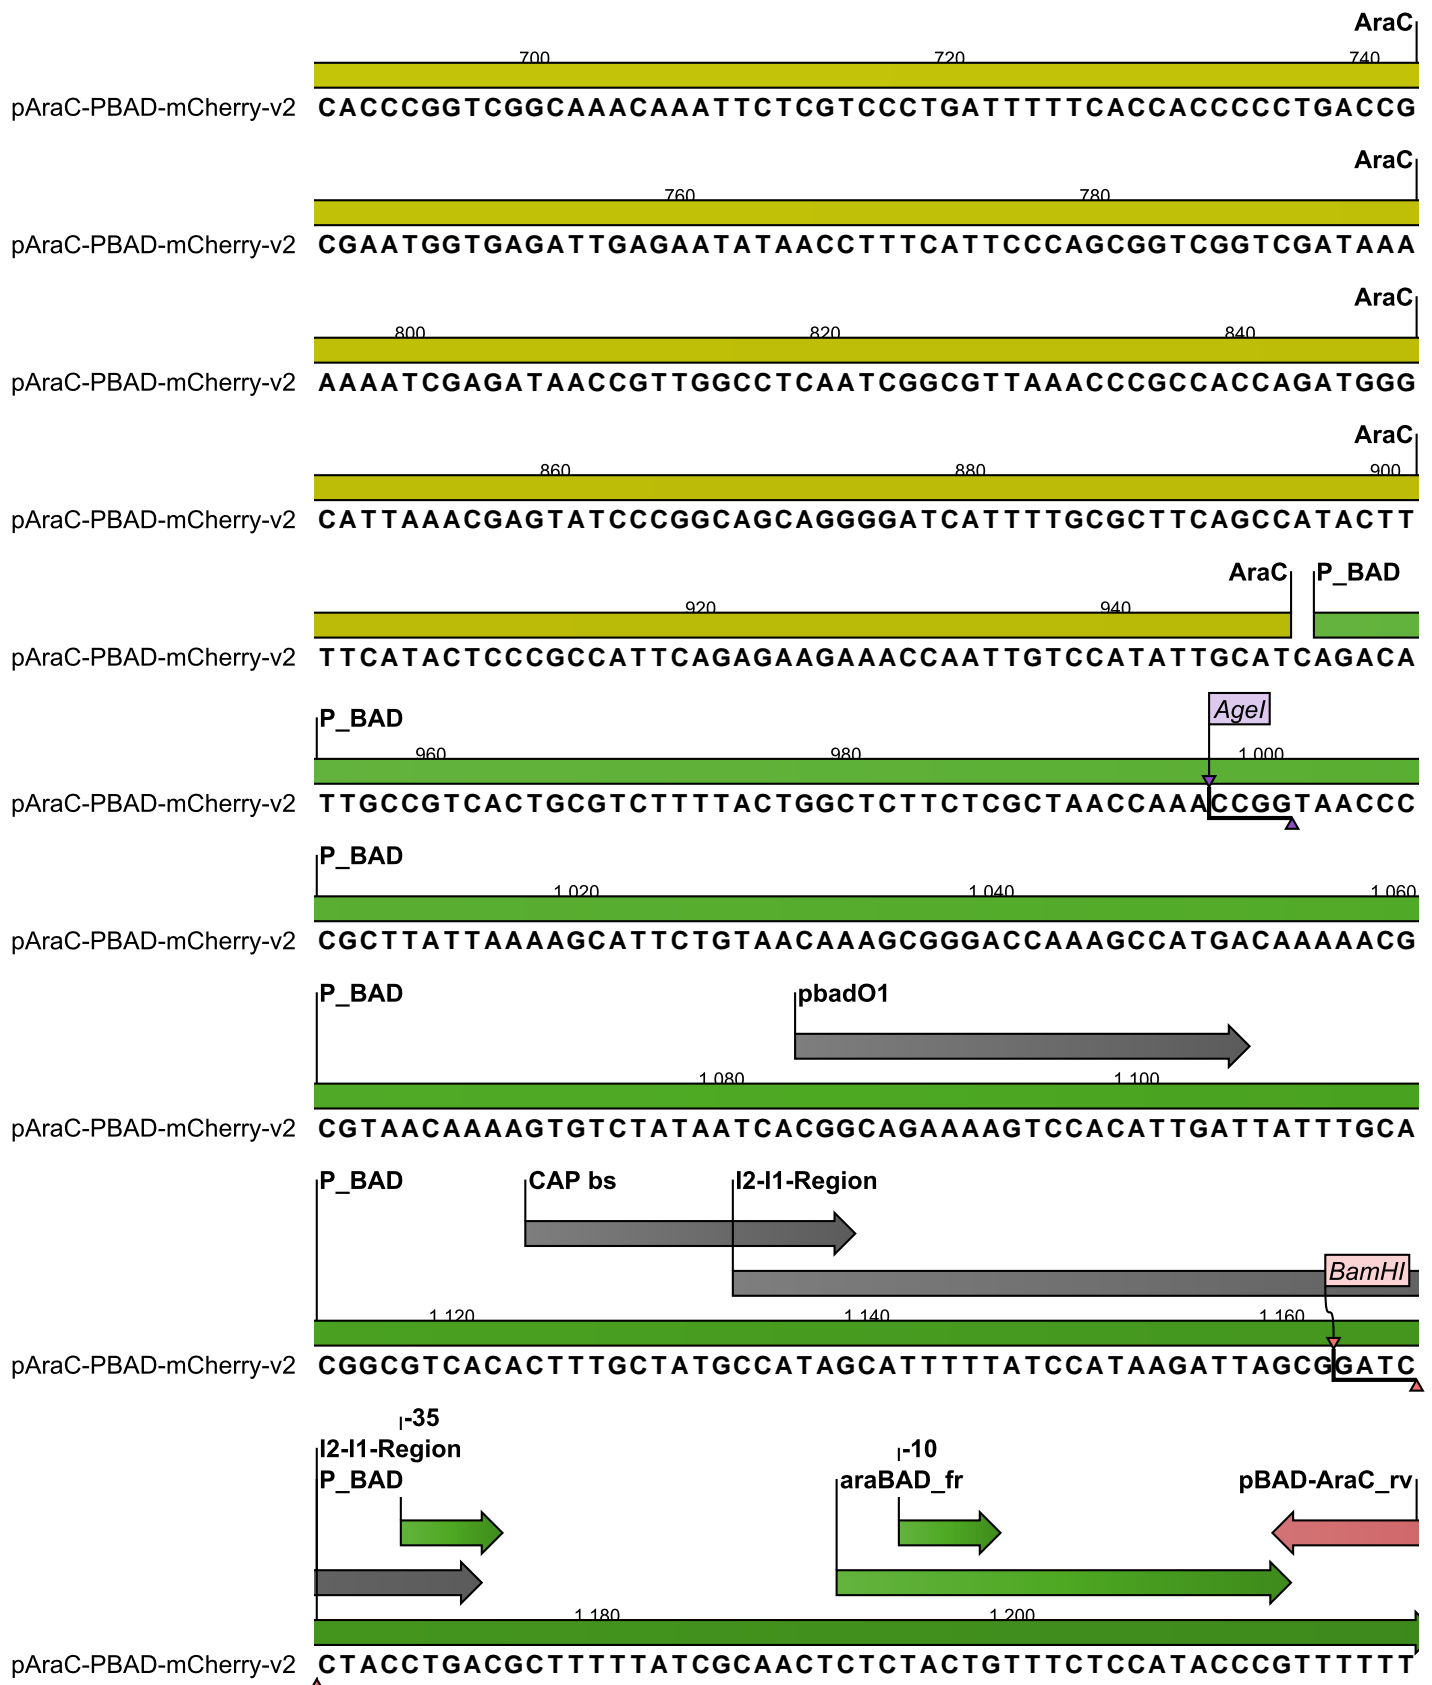 AraC
700 720 740
pAraC-PBAD-mCherry-v2 CACCCGGTCGGCAAACAAATTCTCGTCCCTGATTTTTCACCACCCCCTGACCG
AraC
760 780
pAraC-PBAD-mCherry-v2 CGAATGGTGAGATTGAGAATATAACCTTTCATTCCCAGCGGTCGGTCGATAAA
AraC
800 820 840
pAraC-PBAD-mCherry-v2 AAAATCGAGATAACCGTTGGCCTCAATCGGCGTTAAACCCGCCACCAGATGGG
AraC
860 880 900
pAraC-PBAD-mCherry-v2 CATTAAACGAGTATCCCGGCAGCAGGGGATCATTTTGCGCTTCAGCCATACTT
AraC P_BAD
920 940
pAraC-PBAD-mCherry-v2 TTCATACTCCCGCCATTCAGAGAAGAAACCAATTGTCCATATTGCATCAGACA
AgeI
P_BAD
960 980 1 000
pAraC-PBAD-mCherry-v2 TTGCCGTCACTGCGTCTTTTACTGGCTCTTCTCGCTAACCAAACCGGTAACCC
P_BAD
1 020 1 040 1 060
pAraC-PBAD-mCherry-v2 CGCTTATTAAAAGCATTCTGTAACAAAGCGGGACCAAAGCCATGACAAAAACG
P_BAD pbadO1
1 080 1 100
pAraC-PBAD-mCherry-v2 CGTAACAAAAGTGTCTATAATCACGGCAGAAAAGTCCACATTGATTATTTGCA
P_BAD CAP bs I2-I1-Region
BamHI
1 120 1 140 1 160
pAraC-PBAD-mCherry-v2 CGGCGTCACACTTTGCTATGCCATAGCATTTTTATCCATAAGATTAGCGGATC
-35
I2-I1-Region -10
P_BAD araBAD_fr pBAD-AraC_rv
1 180 1 200
pAraC-PBAD-mCherry-v2 CTACCTGACGCTTTTTATCGCAACTCTCTACTGTTTCTCCATACCCGTTTTTT